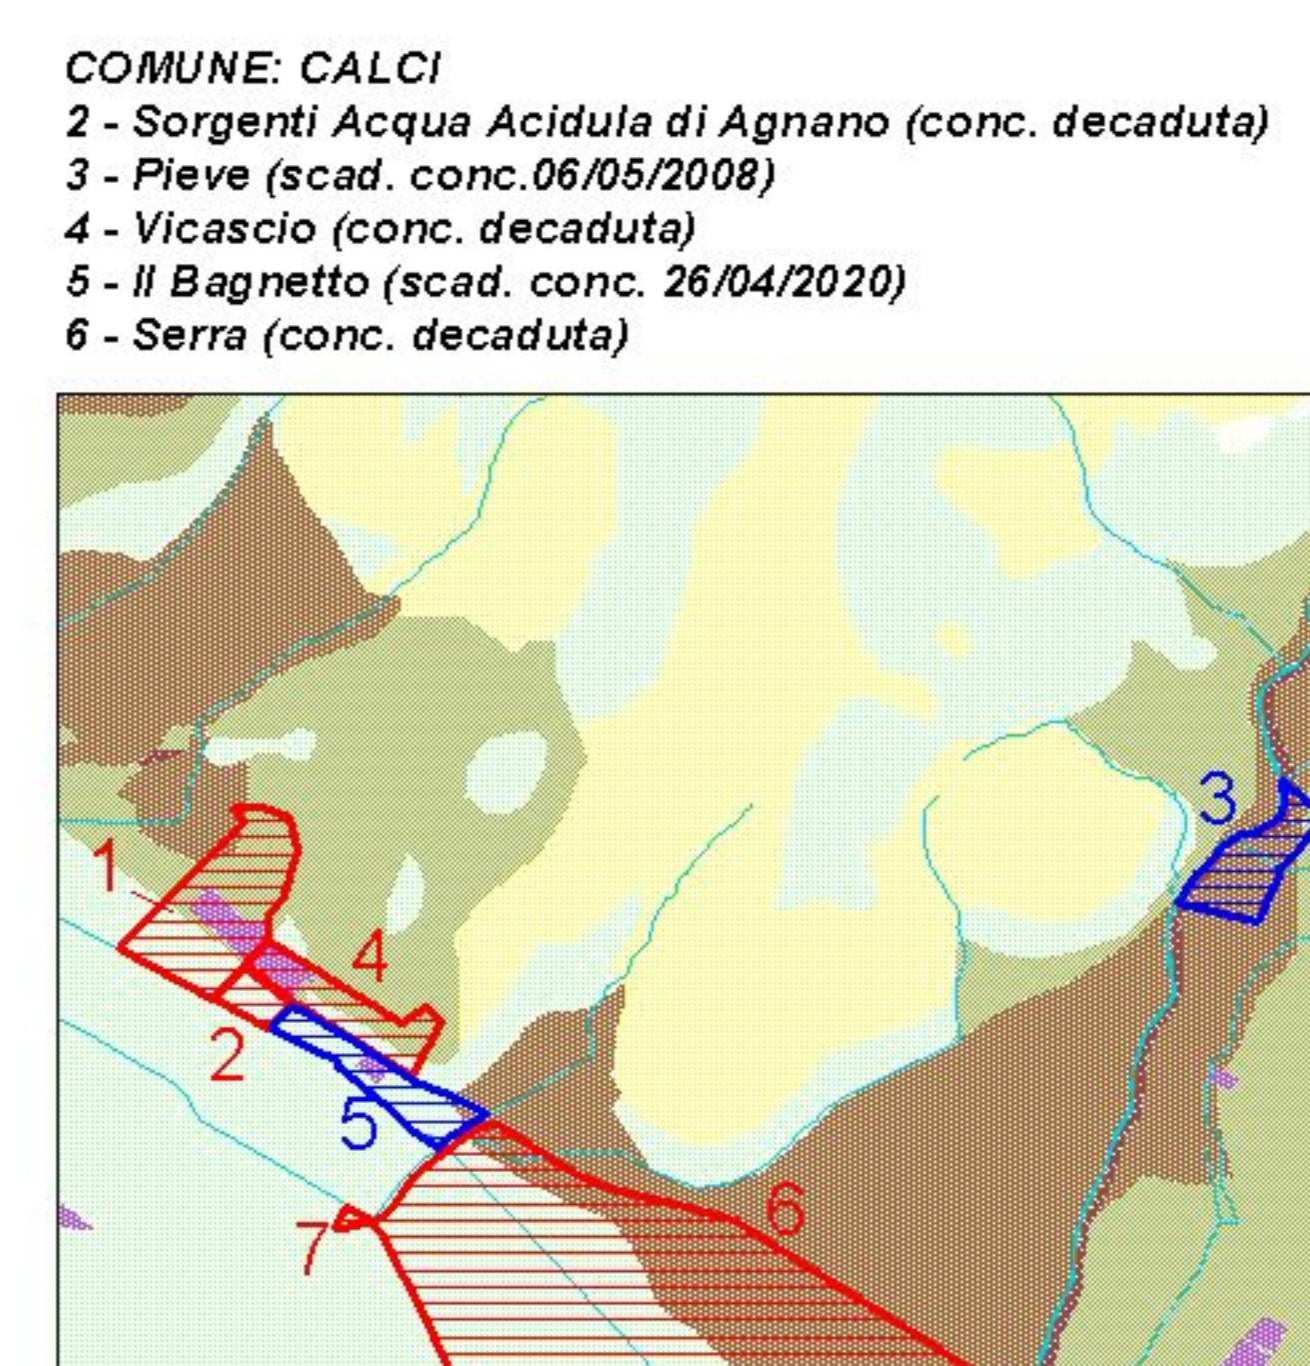 COMUNE: CALCI
2 - Sorgenti Acqua Acidula di Agnano (conc. decaduta)
3 - Pieve (scad. conc.06/05/2008)
4 - Vicascio (conc. decaduta)
5 - Il Bagnetto (scad. conc. 26/04/2020)
6 - Serra (conc. decaduta)
3
1
4
2
5
6
7